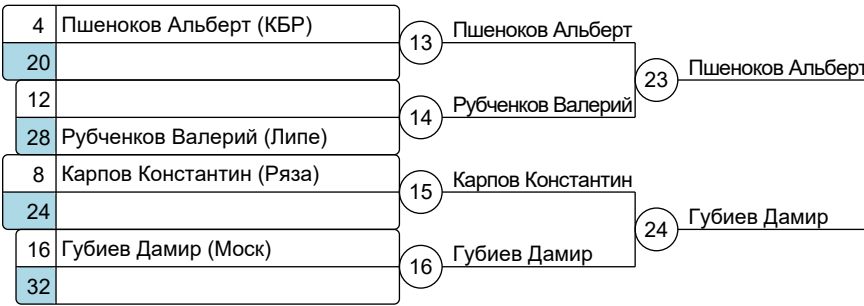 4 Пшеноков Альберт (КБР)
20
12
28 Рубченков Валерий (Липе)
8 Карпов Константин (Ряза)
24
16 Губиев Дамир (Моск)
32
13 Пшеноков Альберт
14 Рубченков Валерий
15 Карпов Константин
16 Губиев Дамир
23 Пшеноков Альберт
24 Губиев Дамир